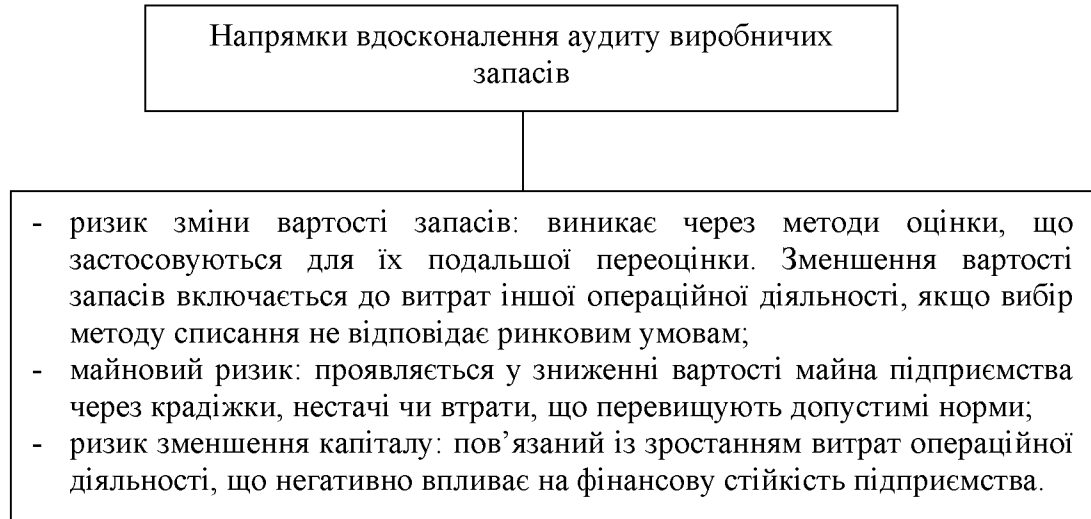 Напрямки вдосконалення аудиту виробничих
запасів
- ризик зміни вартості запасів: виникає через методи оцінки, що
застосовуються для їх подальшої переоцінки. Зменшення вартості
запасів включається до витрат іншої операційної діяльності, якщо вибір
методу списання не відповідає ринковим умовам;
- майновий ризик: проявляється у зниженні вартості майна підприємства
через крадіжки, нестачі чи втрати, що перевищують допустимі норми;
- ризик зменшення капіталу: пов’язаний із зростанням витрат операційної
діяльності, що негативно впливає на фінансову стійкість підприємства.